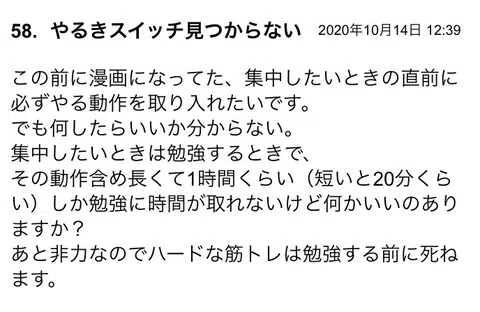 58.  やるきスイッチ見つからない 2020年10月14日 12:39
この前に漫画になってた、集中したいときの直前に
必ずやる動作を取り入れたいです。
でも何したらいいか分からない。
集中したいときは勉強するときで、
その動作含め長くて1時間くらい（短いと20分くら
い）しか勉強に時間が取れないけど何かいいのあり
ますか？
あと非力なのでハードな筋トレは勉強する前に死ね
ます。